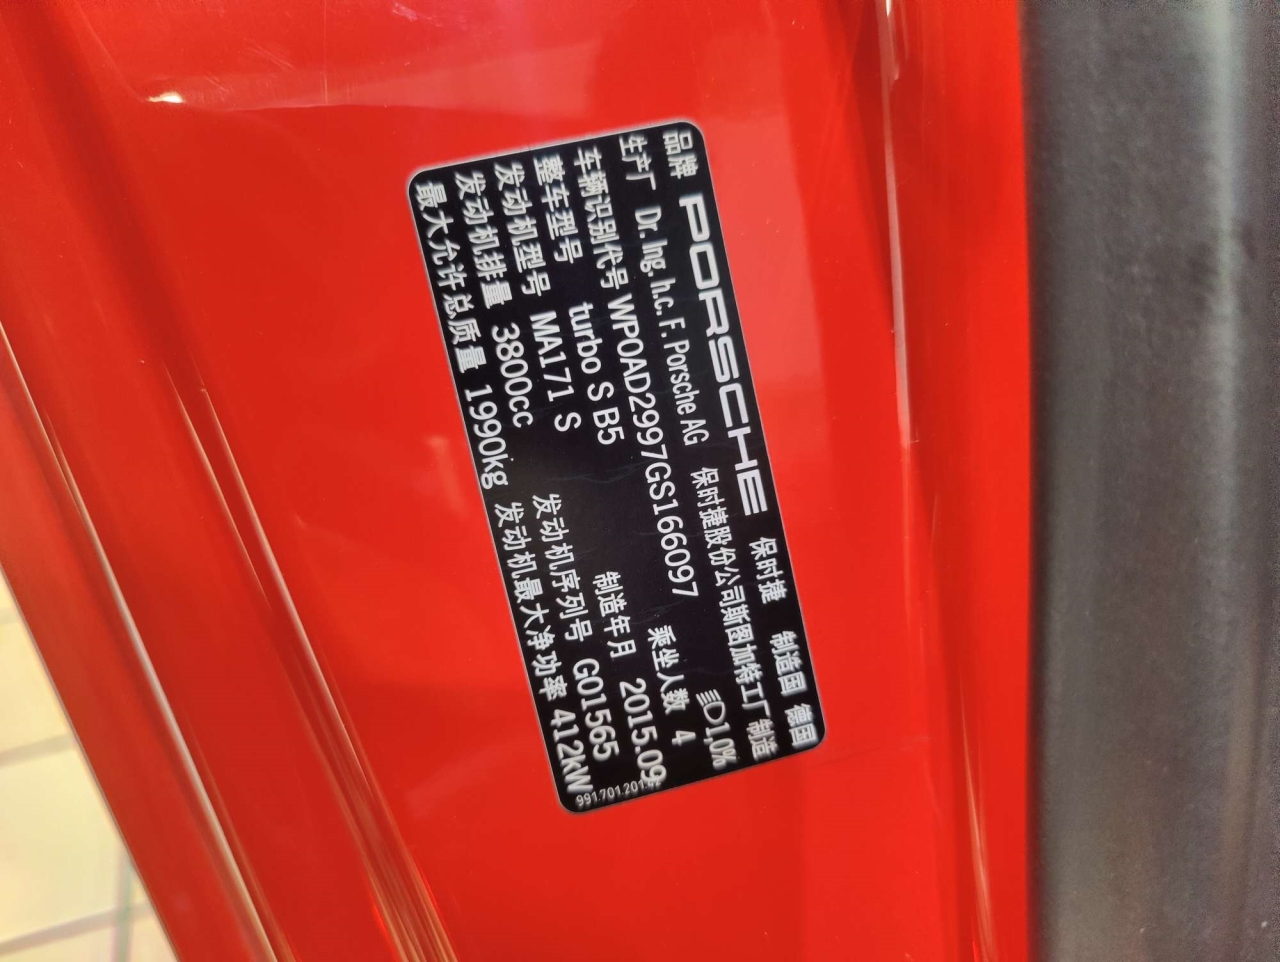 品牌 PORSCHE 保时捷 制造国 德国
生产厂 Dr. Ing. h.c. F. Porsche AG 保时捷股份公司斯图加特工厂制造
车辆识别代号 WP0AD2997GS166097 乘坐人数 4 1,0%
整车型号 turbo S B5 制造年月 2015.09
发动机型号 MA171 S 发动机序列号 G01565
发动机排量 3800cc 发动机最大净功率 412kW
最大允许总质量 1990kg